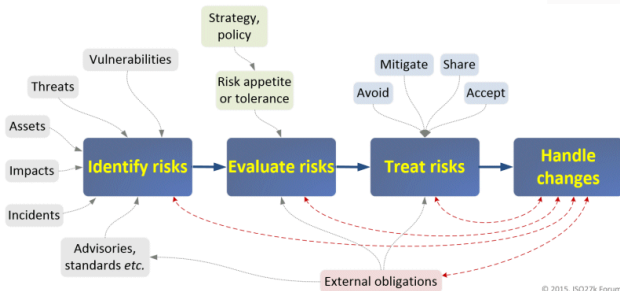 Strategy,
policy
Vulnerabilities
Mitigate
Share
Threats
Risk appetite
or tolerance
Avoid
Accept
Assets
Identify risks
Evaluate risks
Treat risks
Handle
changes
Impacts
Incidents
Advisories,
standards etc.
External obligations
© 2015, ISO27k Forum